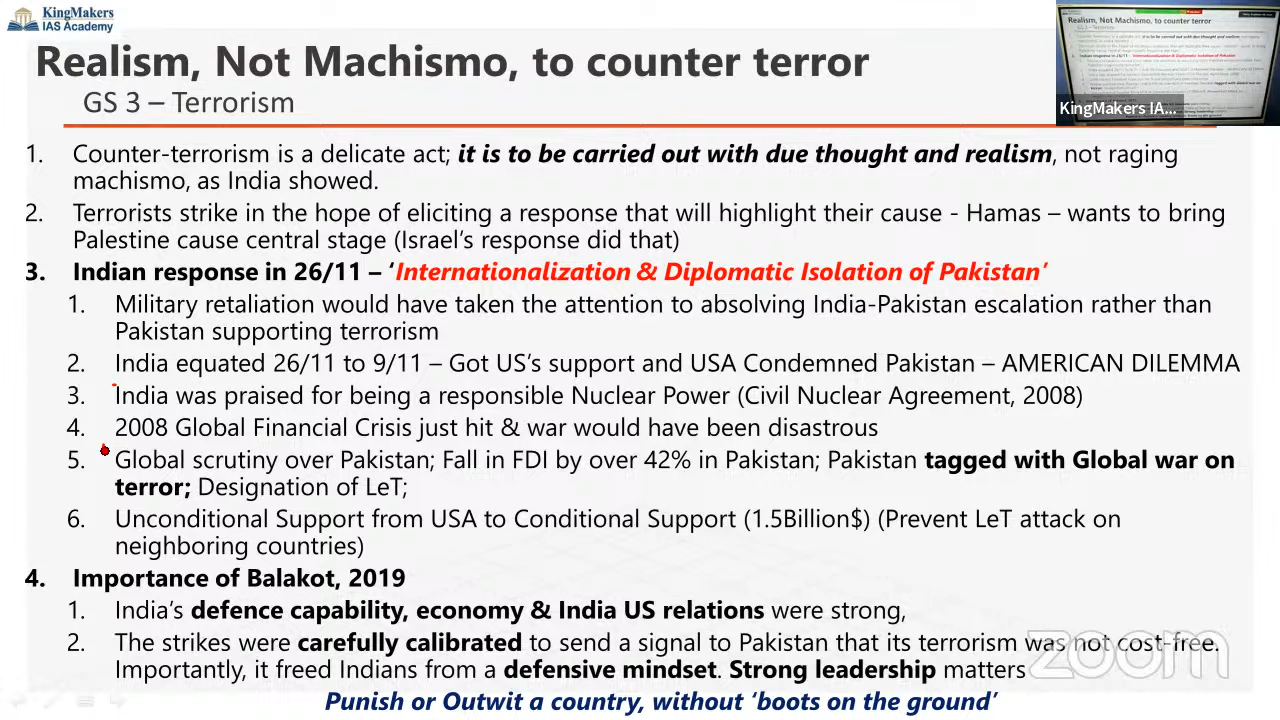 KingMakers
IAS Academy
Realism, Not Machismo, to counter terror
GS 3 – Terrorism
Realism, Not Machismo, to counter terror
GS 3 – Terrorism
KingMakers IA...
1. Counter-terrorism is a delicate act; it is to be carried out with due thought and realism, not raging
machismo, as India showed.
2. Terrorists strike in the hope of eliciting a response that will highlight their cause - Hamas – wants to bring
Palestine cause central stage (Israel's response did that)
3. Indian response in 26/11 – 'Internationalization & Diplomatic Isolation of Pakistan'
1. Military retaliation would have taken the attention to absolving India-Pakistan escalation rather than
Pakistan supporting terrorism
2. India equated 26/11 to 9/11 – Got US's support and USA Condemned Pakistan – AMERICAN DILEMMA
3. India was praised for being a responsible Nuclear Power (Civil Nuclear Agreement, 2008)
4. 2008 Global Financial Crisis just hit & war would have been disastrous
5. Global scrutiny over Pakistan; Fall in FDI by over 42% in Pakistan; Pakistan tagged with Global war on
terror; Designation of LeT;
6. Unconditional Support from USA to Conditional Support (1.5Billion$) (Prevent LeT attack on
neighboring countries)
4. Importance of Balakot, 2019
1. India's defence capability, economy & India US relations were strong,
2. The strikes were carefully calibrated to send a signal to Pakistan that its terrorism was not cost-free.
Importantly, it freed Indians from a defensive mindset. Strong leadership matters
zoom
Punish or Outwit a country, without 'boots on the ground'